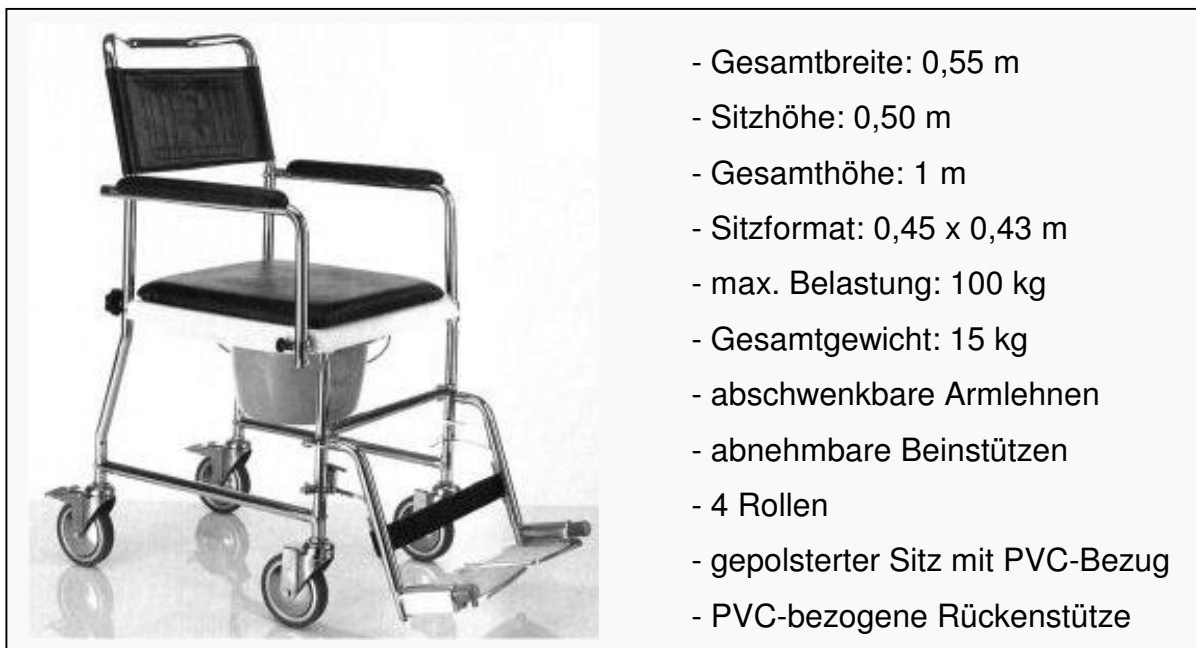 - Gesamtbreite: 0,55 m
- Sitzhöhe: 0,50 m
- Gesamthöhe: 1 m
- Sitzformat: 0,45 x 0,43 m
- max. Belastung: 100 kg
- Gesamtgewicht: 15 kg
- abschwenkbare Armlehnen
- abnehmbare Beinstützen
- 4 Rollen
- gepolsterter Sitz mit PVC-Bezug
- PVC-bezogene Rückenstütze